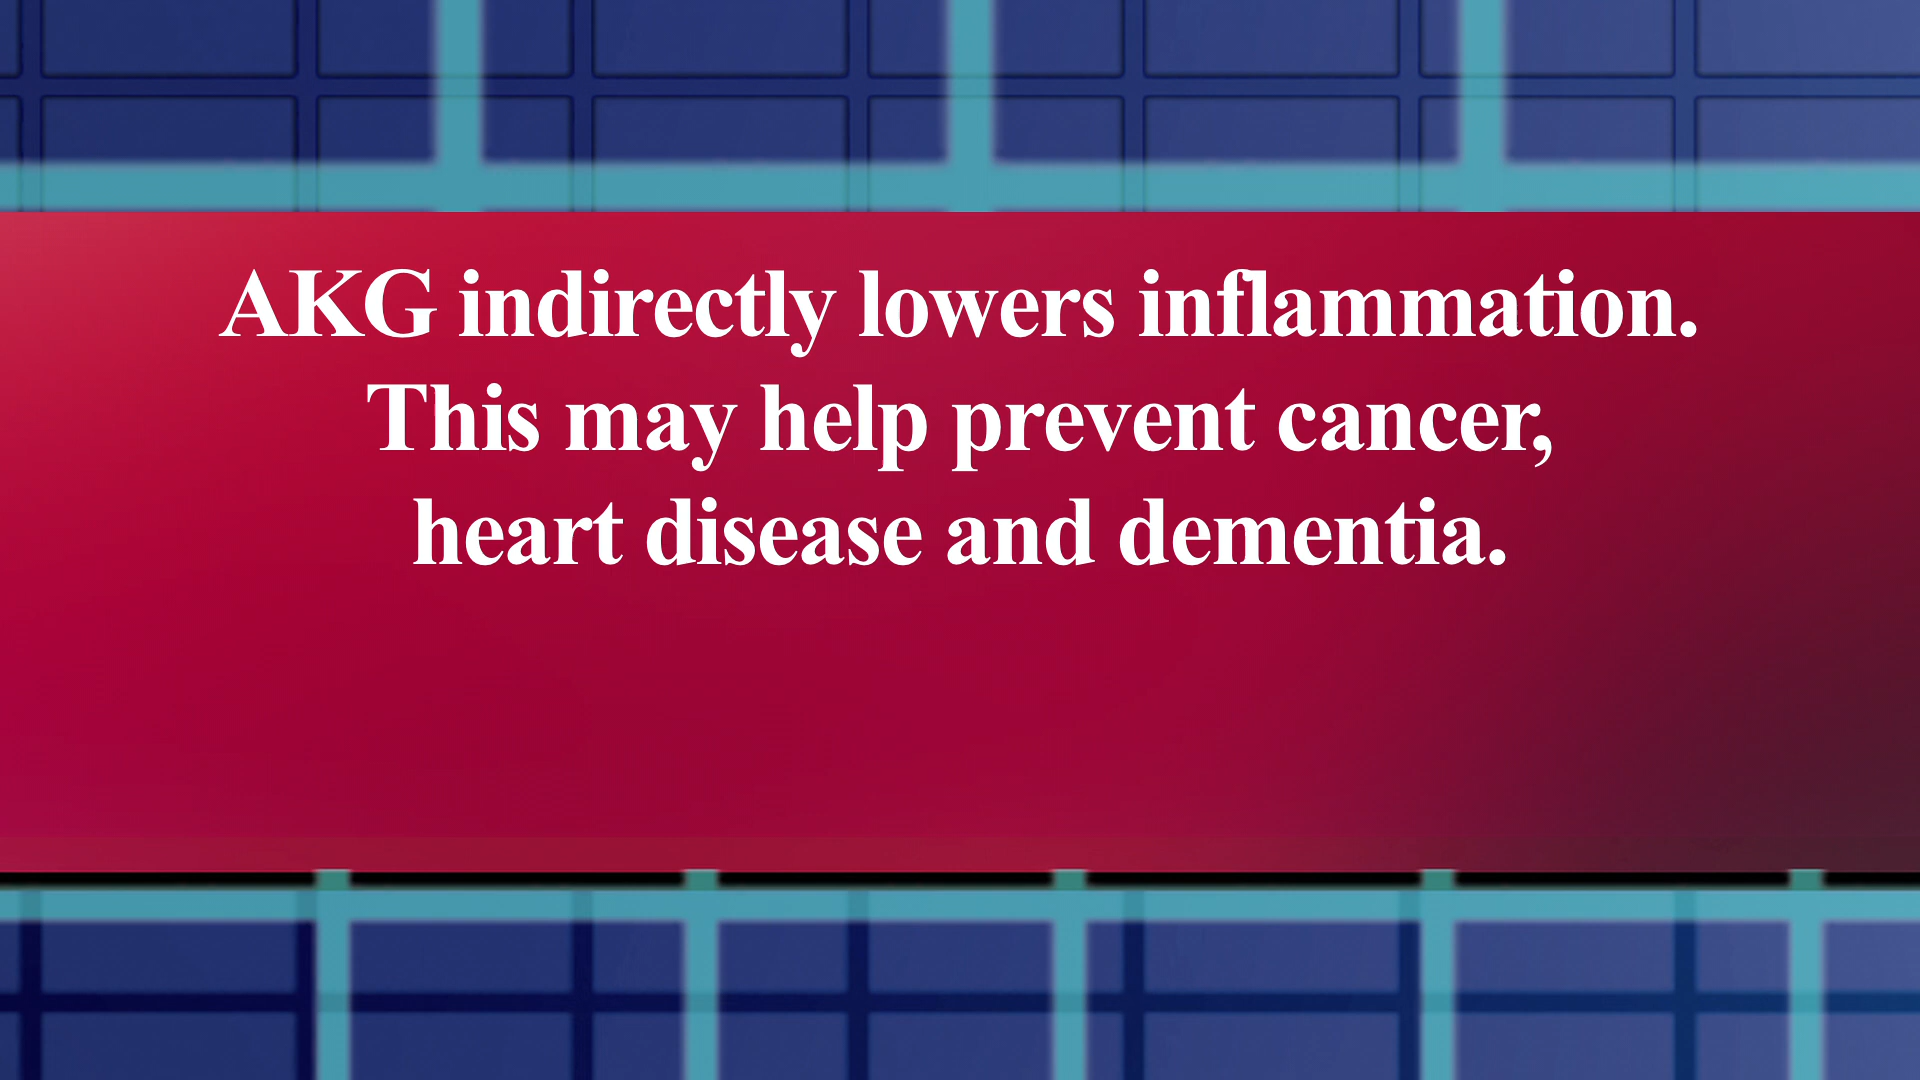 AKG indirectly lowers inflammation.
This may help prevent cancer,
heart disease and dementia.